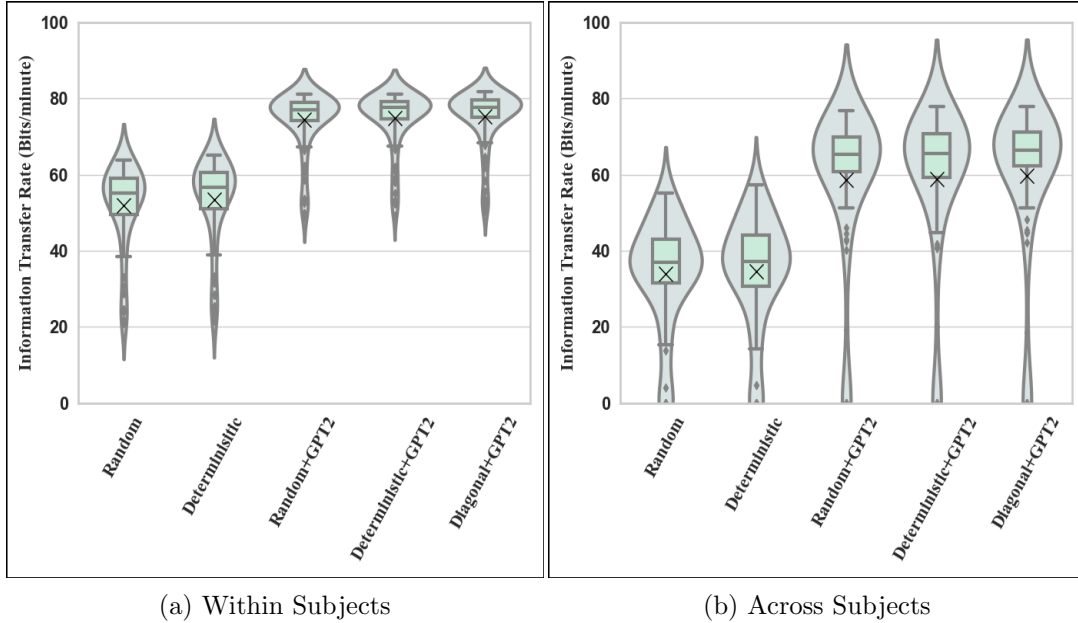 Information Transfer Rate (Bits/minute)
100
80
60
40
20
0
Random
Deterministic
Random+GPT2
Deterministic+GPT2
Diagonal+GPT2
(a) Within Subjects
Information Transfer Rate (Bits/minute)
100
80
60
40
20
0
Random
Deterministic
Random+GPT2
Deterministic+GPT2
Diagonal+GPT2
(b) Across Subjects